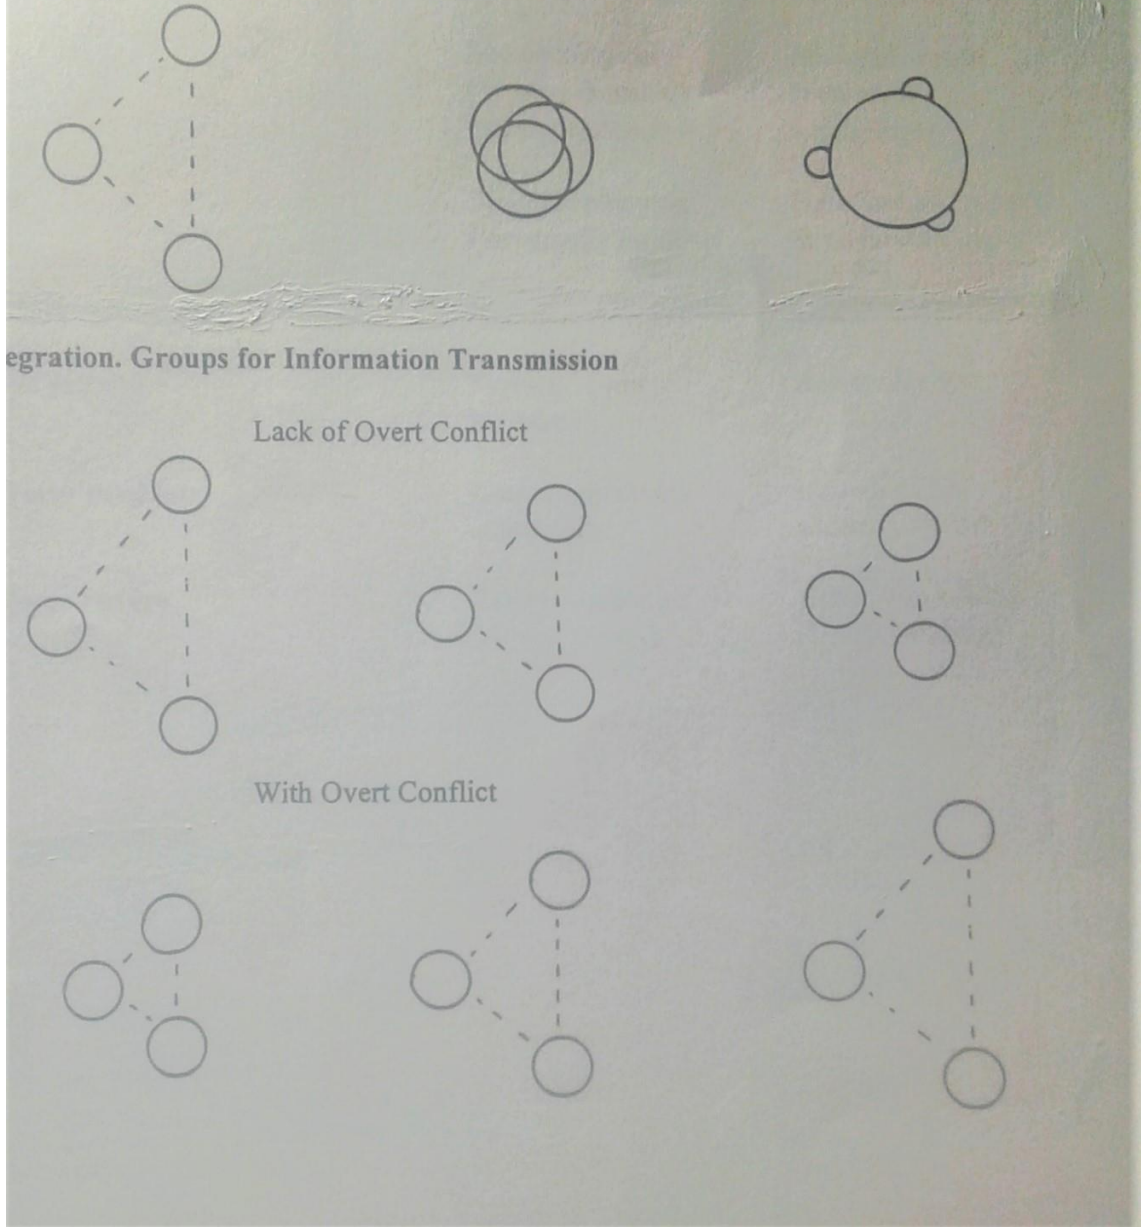 egration. Groups for Information Transmission
Lack of Overt Conflict
With Overt Conflict